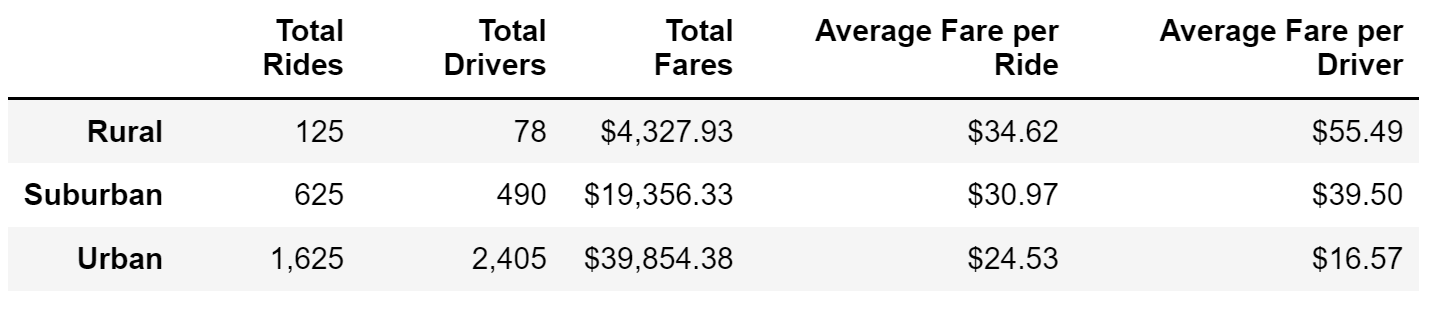 Total Rides Total Drivers Total Fares Average Fare per Ride Average Fare per Driver
Rural 125 78 $4,327.93 $34.62 $55.49
Suburban 625 490 $19,356.33 $30.97 $39.50
Urban 1,625 2,405 $39,854.38 $24.53 $16.57